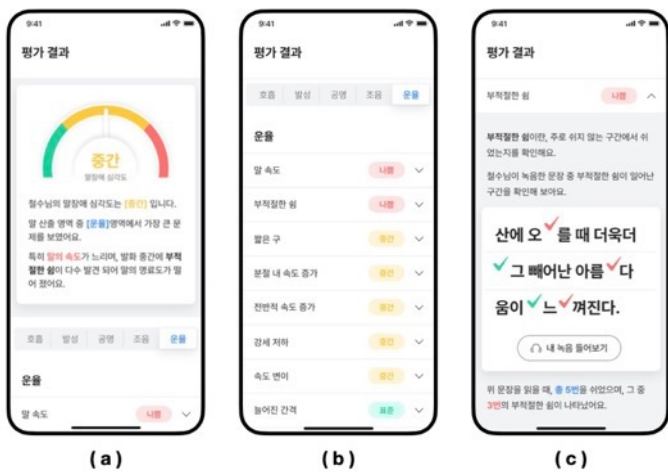 9:41
평가 결과
중간
말장애 심각도
철수님의 말장애 심각도는 [중간] 입니다.
말 산출 영역 중 [운율]영역에서 가장 큰 문
제를 보였어요.
특히 말의 속도가 느리며, 발화 중간에 부적
절한 쉼이 다수 발견 되어 말의 명료도가 떨
어 졌어요.
호흡 발성 공명 조음 운율
운율
말 속도 나쁨
(a)
9:41
평가 결과
호흡 발성 공명 조음 운율
운율
말 속도 나쁨
부적절한 쉼 나쁨
짧은 구 중간
분절 내 속도 증가 중간
전반적 속도 증가 중간
강세 저하 중간
속도 변이 중간
늘어진 간격 표준
(b)
9:41
평가 결과
부적절한 쉼 나쁨
부적절한 쉼이란, 주로 쉬지 않는 구간에서 쉬
었는지를 확인해요.
철수님이 녹음한 문장 중 부적절한 쉼이 일어난
구간을 확인해 보아요.
산에 오 를 때 더욱더
그 빼어난 아름 다
움이 느 껴진다.
내 녹음 들어보기
위 문장을 읽을 때, 총 5번을 쉬었으며, 그 중
3번의 부적절한 쉼이 나타났어요.
(c)